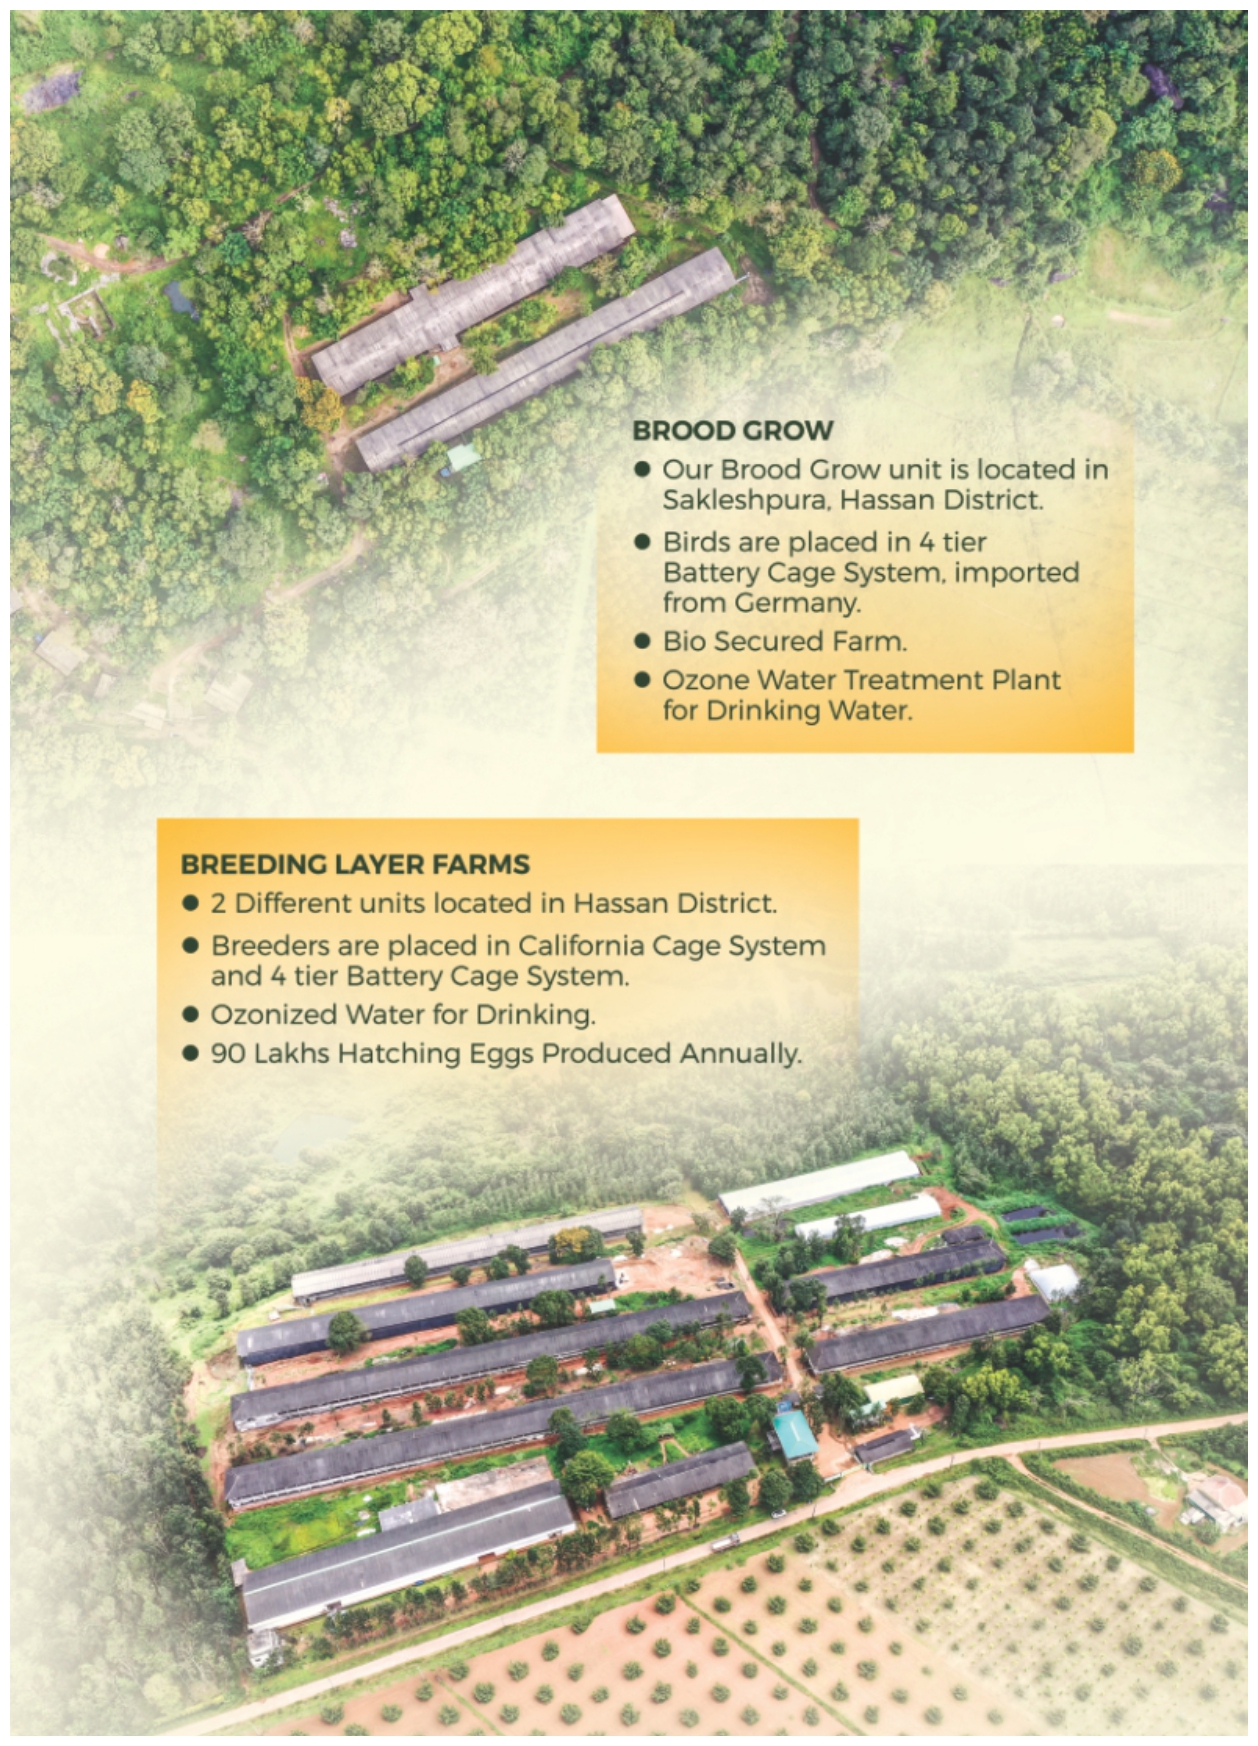 BROOD GROW
● Our Brood Grow unit is located in
Sakleshpura, Hassan District.
● Birds are placed in 4 tier
Battery Cage System, imported
from Germany.
● Bio Secured Farm.
● Ozone Water Treatment Plant
for Drinking Water.
BREEDING LAYER FARMS
● 2 Different units located in Hassan District.
● Breeders are placed in California Cage System
and 4 tier Battery Cage System.
● Ozonized Water for Drinking.
● 90 Lakhs Hatching Eggs Produced Annually.